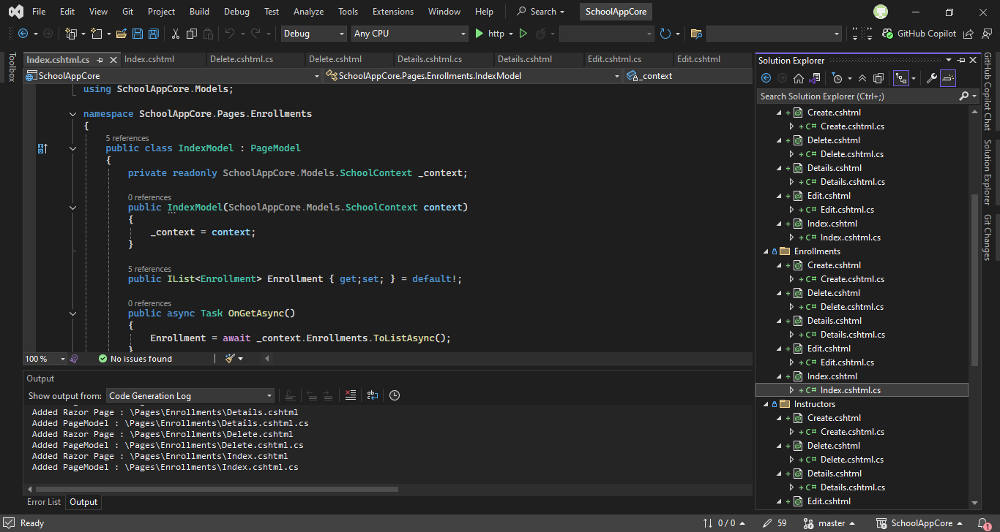 File Edit View Git Project Build Debug Test Analyze Tools Extensions Window Help Search SchoolAppCore
Debug Any CPU http GitHub Copilot
Index.cshtml.cs Index.cshtml Delete.cshtml.cs Delete.cshtml Details.cshtml.cs Details.cshtml Edit.cshtml.cs Edit.cshtml
SchoolAppCore SchoolAppCore.Pages.Enrollments.IndexModel _context
Toolbox
using SchoolAppCore.Models;
namespace SchoolAppCore.Pages.Enrollments
{
5 references
public class IndexModel : PageModel
{
private readonly SchoolAppCore.Models.SchoolContext _context;
0 references
public IndexModel(SchoolAppCore.Models.SchoolContext context)
{
_context = context;
}
5 references
public IList<Enrollment> Enrollment { get;set; } = default!;
0 references
public async Task OnGetAsync()
{
Enrollment = await _context.Enrollments.ToListAsync();
}
100 % No issues found
Output
Show output from: Code Generation Log
Added Razor Page : \Pages\Enrollments\Details.cshtml
Added PageModel : \Pages\Enrollments\Details.cshtml.cs
Added Razor Page : \Pages\Enrollments\Delete.cshtml
Added PageModel : \Pages\Enrollments\Delete.cshtml.cs
Added Razor Page : \Pages\Enrollments\Index.cshtml
Added PageModel : \Pages\Enrollments\Index.cshtml.cs
Error List Output
Solution Explorer
Search Solution Explorer (Ctrl+;)
Create.cshtml
C# Create.cshtml.cs
Delete.cshtml
C# Delete.cshtml.cs
Details.cshtml
C# Details.cshtml.cs
Edit.cshtml
C# Edit.cshtml.cs
Index.cshtml
C# Index.cshtml.cs
Enrollments
Create.cshtml
C# Create.cshtml.cs
Delete.cshtml
C# Delete.cshtml.cs
Details.cshtml
C# Details.cshtml.cs
Edit.cshtml
C# Edit.cshtml.cs
Index.cshtml
C# Index.cshtml.cs
Instructors
Create.cshtml
C# Create.cshtml.cs
Delete.cshtml
C# Delete.cshtml.cs
Details.cshtml
C# Details.cshtml.cs
Edit.cshtml
GitHub Copilot Chat
Solution Explorer
Git Changes
Ready 0 / 0 59 master SchoolAppCore 1